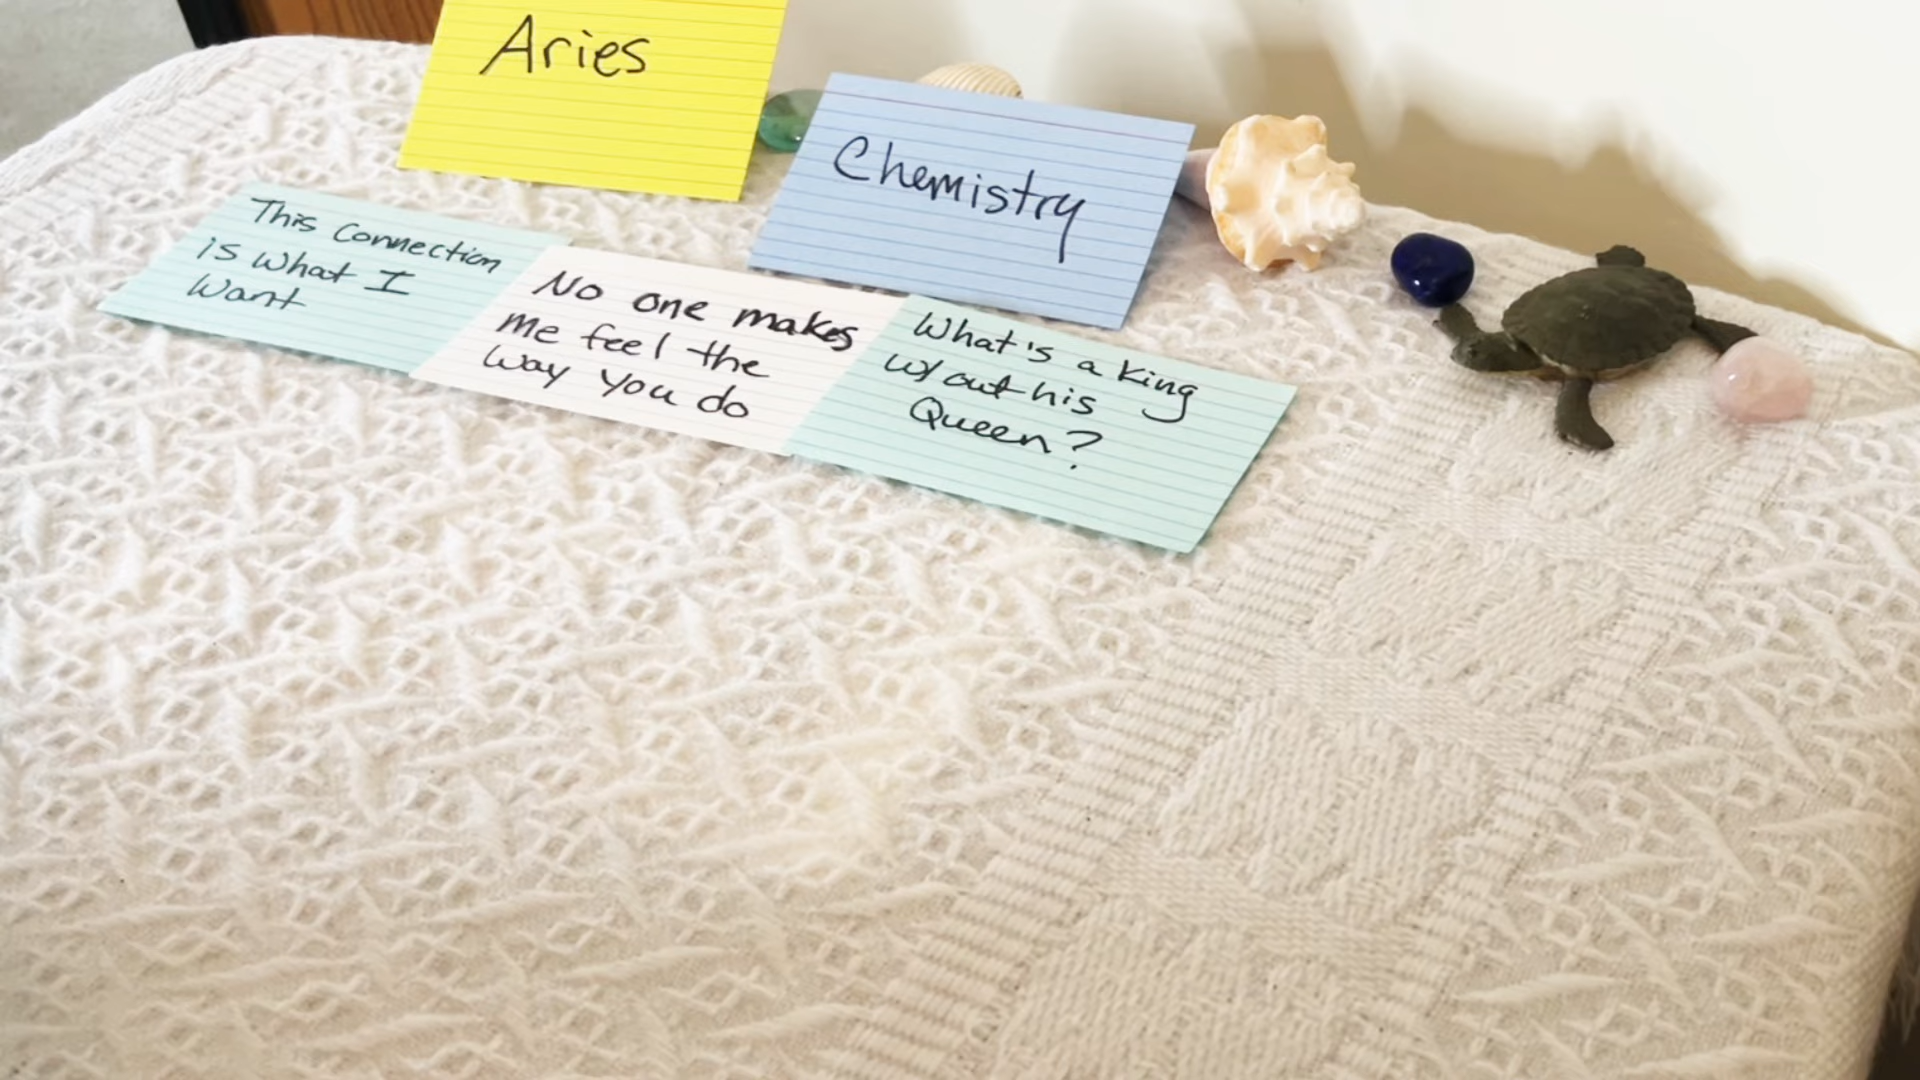 Aries
Chemistry
This Connection
is what I
Want
No one makes
me feel the
way you do
What's a King
w/out his
Queen?